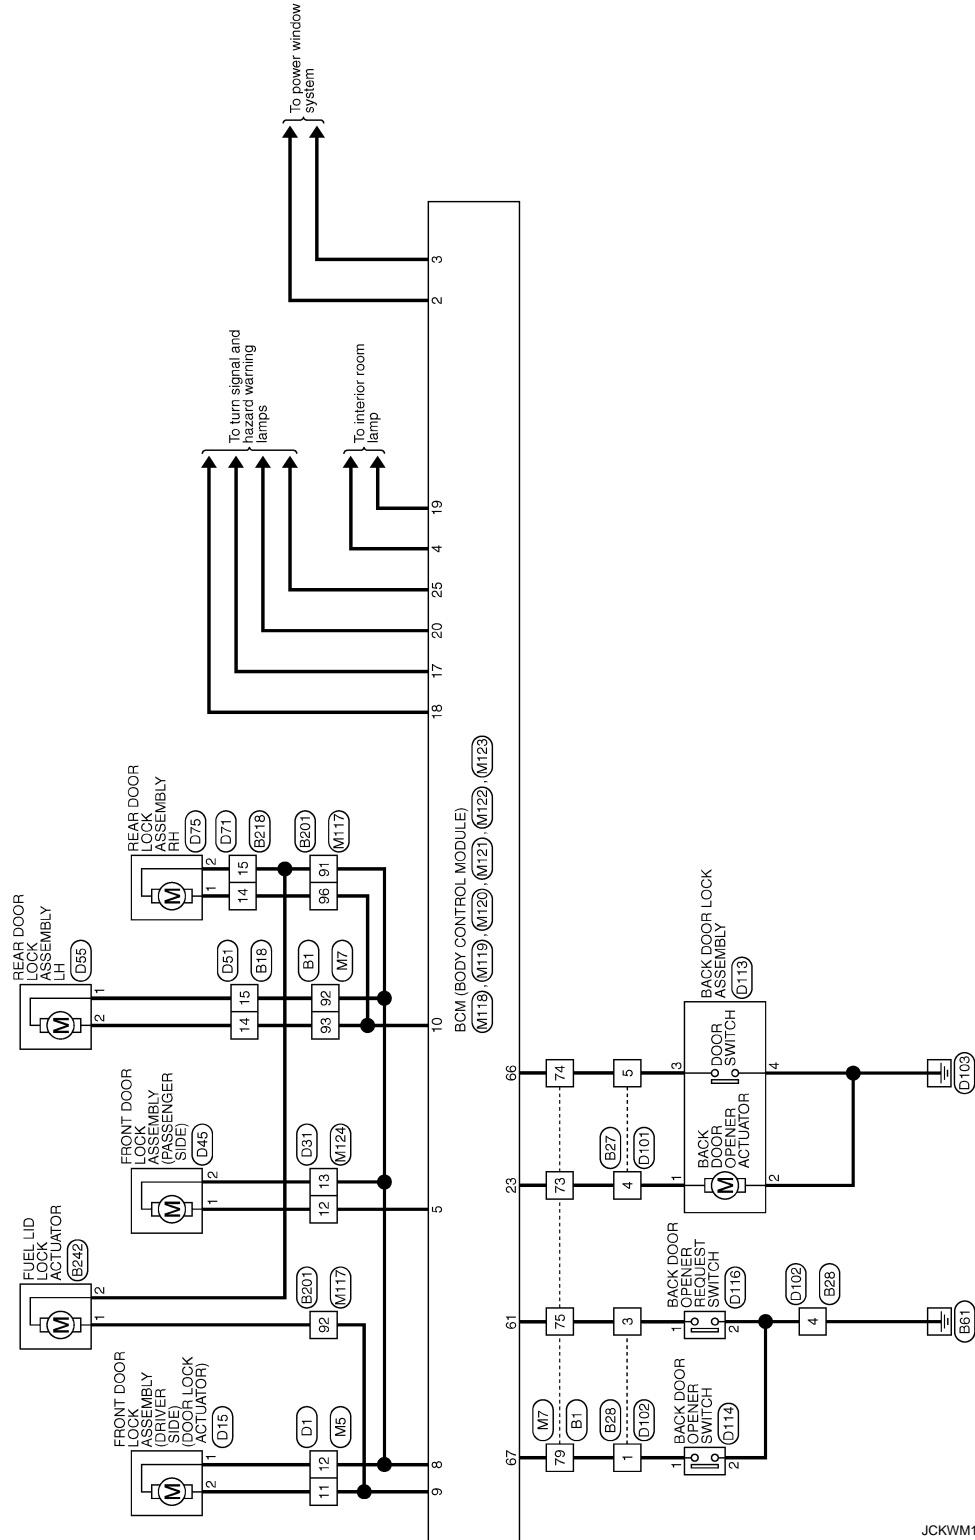 To power window
system
To turn signal and
hazard warning
lamps
To interior room
lamp
3
2
19
4
25
20
17
18
REAR DOOR
LOCK
ASSEMBLY
RH
D75
D71
B218
B201
M117
1
2
14
15
96
91
REAR DOOR
LOCK
ASSEMBLY
LH
D55
D51
B18
B1
M7
2
1
14
15
93
92
10
FRONT DOOR
LOCK
ASSEMBLY
(PASSENGER
SIDE)
D45
D31
M124
1
2
12
13
5
FUEL LID
LOCK
ACTUATOR
B242
B201
M117
1
2
92
FRONT DOOR
LOCK
ASSEMBLY
(DRIVER
SIDE)
(DOOR LOCK
ACTUATOR)
D15
D1
M5
2
1
11
12
9
8
M
M
M
M
M
BCM (BODY CONTROL MODULE)
M118, M119, M120, M121, M122, M123
67
61
23
66
M7
B1
79
75
73
74
B28
D102
1
3
B27
D101
4
5
BACK DOOR
OPENER
SWITCH
D114
1
2
BACK DOOR
OPENER
REQUEST
SWITCH
D116
1
2
D102
B28
4
B61
BACK DOOR LOCK
ASSEMBLY
D113
BACK
DOOR
OPENER
ACTUATOR
M
1
2
DOOR
SWITCH
3
4
D103
JCKWM1